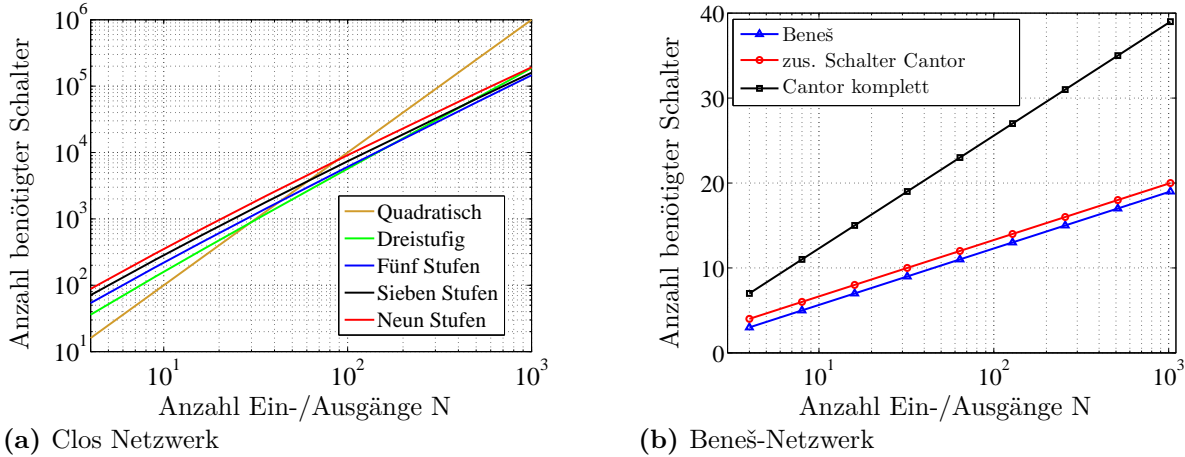 10^6
10^5
10^4
10^3
10^2
10^1
Anzahl benötigter Schalter
Quadratisch
Dreistufig
Fünf Stufen
Sieben Stufen
Neun Stufen
10^1
10^2
10^3
Anzahl Ein-/Ausgänge N
(a) Clos Netzwerk
40
30
20
10
0
Anzahl benötigter Schalter
Beneš
zus. Schalter Cantor
Cantor komplett
10^1
10^2
10^3
Anzahl Ein-/Ausgänge N
(b) Beneš-Netzwerk